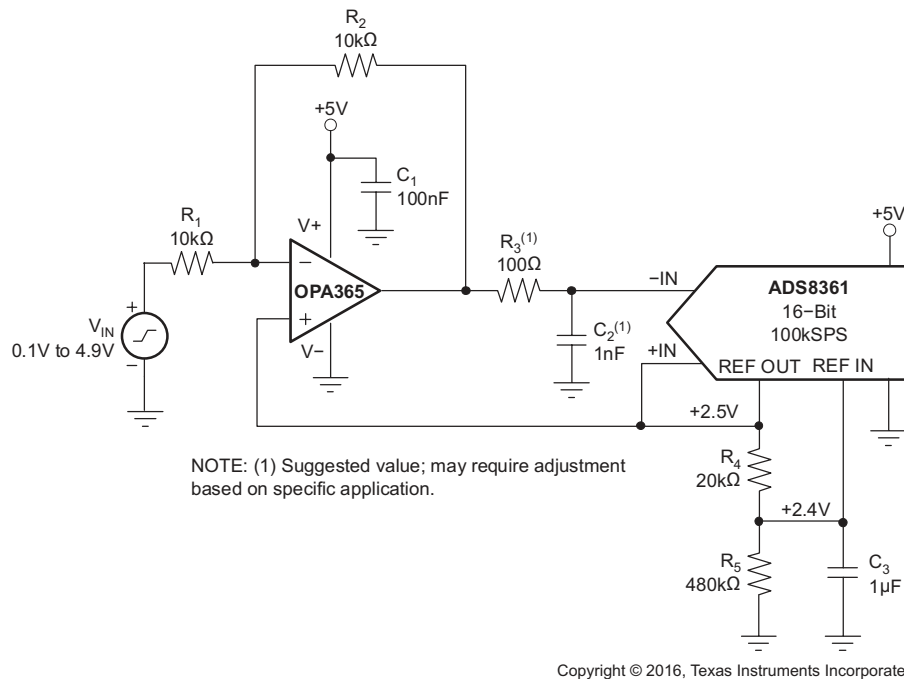 R2
10kΩ
+5V
C1
100nF
R1
10kΩ
V+
−
OPA365
+
V−
+
VIN
0.1V to 4.9V
−
R3(1)
100Ω
C2(1)
1nF
−IN
+IN
+5V
ADS8361
16−Bit
100kSPS
REF OUT REF IN
+2.5V
R4
20kΩ
+2.4V
R5
480kΩ
C3
1µF
NOTE: (1) Suggested value; may require adjustment
based on specific application.
Copyright © 2016, Texas Instruments Incorporate